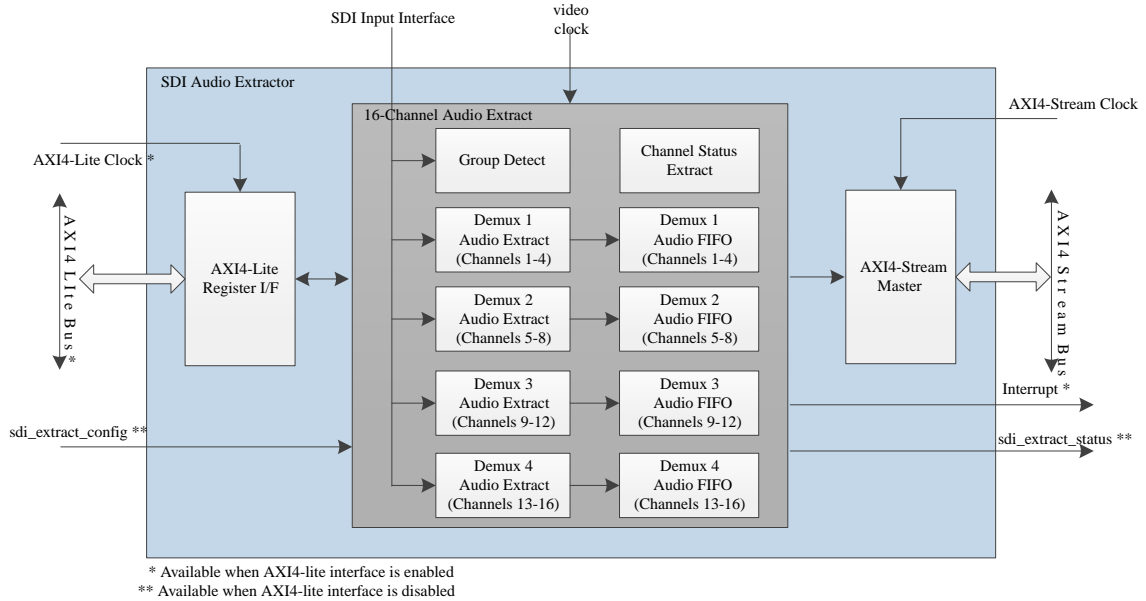 SDI Input Interface
video
clock
SDI Audio Extractor
AXI4-Stream Clock
16-Channel Audio Extract
AXI4-Lite Clock *
Group Detect
Channel Status
Extract
AXI4 LIte Bus *
AXI4-Lite
Register I/F
Demux 1
Audio Extract
(Channels 1-4)
Demux 1
Audio FIFO
(Channels 1-4)
AXI4-Stream
Master
AXI4 Stream Bus
Demux 2
Audio Extract
(Channels 5-8)
Demux 2
Audio FIFO
(Channels 5-8)
Demux 3
Audio Extract
(Channels 9-12)
Demux 3
Audio FIFO
(Channels 9-12)
Interrupt *
sdi_extract_config **
sdi_extract_status **
Demux 4
Audio Extract
(Channels 13-16)
Demux 4
Audio FIFO
(Channels 13-16)
* Available when AXI4-lite interface is enabled
** Available when AXI4-lite interface is disabled